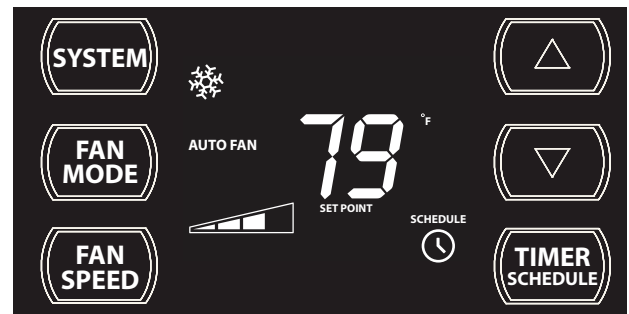 SYSTEM
FAN
MODE
FAN
SPEED
AUTO FAN
79 °F
SET POINT
SCHEDULE
TIMER
SCHEDULE